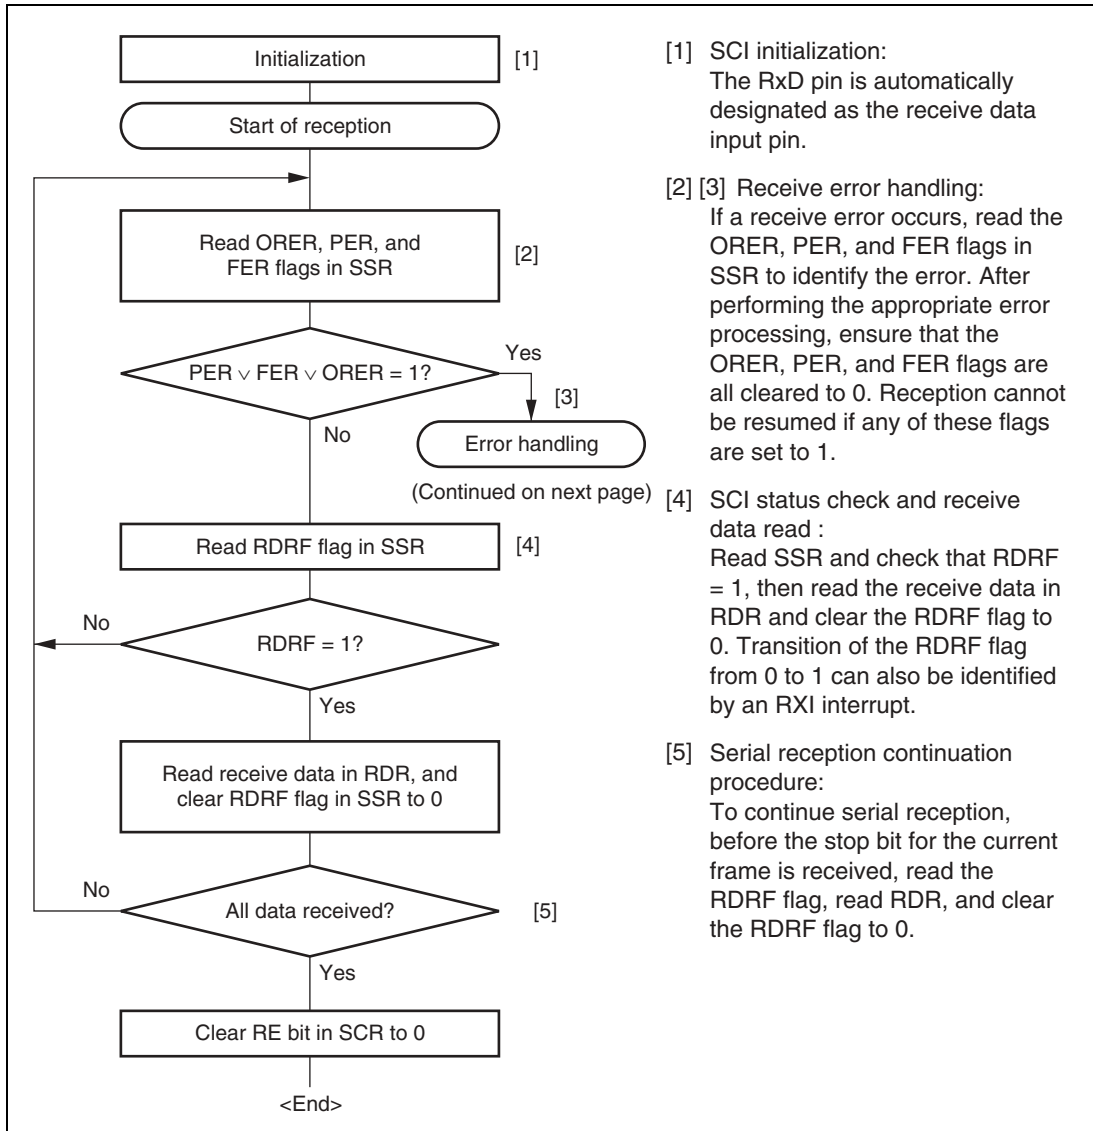 Initialization
[1]
Start of reception
Read ORER, PER, and
FER flags in SSR
[2]
PER ∨ FER ∨ ORER = 1?
Yes
[3]
No
Error handling
(Continued on next page)
Read RDRF flag in SSR
[4]
No
RDRF = 1?
Yes
Read receive data in RDR, and
clear RDRF flag in SSR to 0
No
All data received?
[5]
Yes
Clear RE bit in SCR to 0
<End>
[1] SCI initialization:
The RxD pin is automatically
designated as the receive data
input pin.
[2] [3] Receive error handling:
If a receive error occurs, read the
ORER, PER, and FER flags in
SSR to identify the error. After
performing the appropriate error
processing, ensure that the
ORER, PER, and FER flags are
all cleared to 0. Reception cannot
be resumed if any of these flags
are set to 1.
[4] SCI status check and receive
data read :
Read SSR and check that RDRF
= 1, then read the receive data in
RDR and clear the RDRF flag to
0. Transition of the RDRF flag
from 0 to 1 can also be identified
by an RXI interrupt.
[5] Serial reception continuation
procedure:
To continue serial reception,
before the stop bit for the current
frame is received, read the
RDRF flag, read RDR, and clear
the RDRF flag to 0.